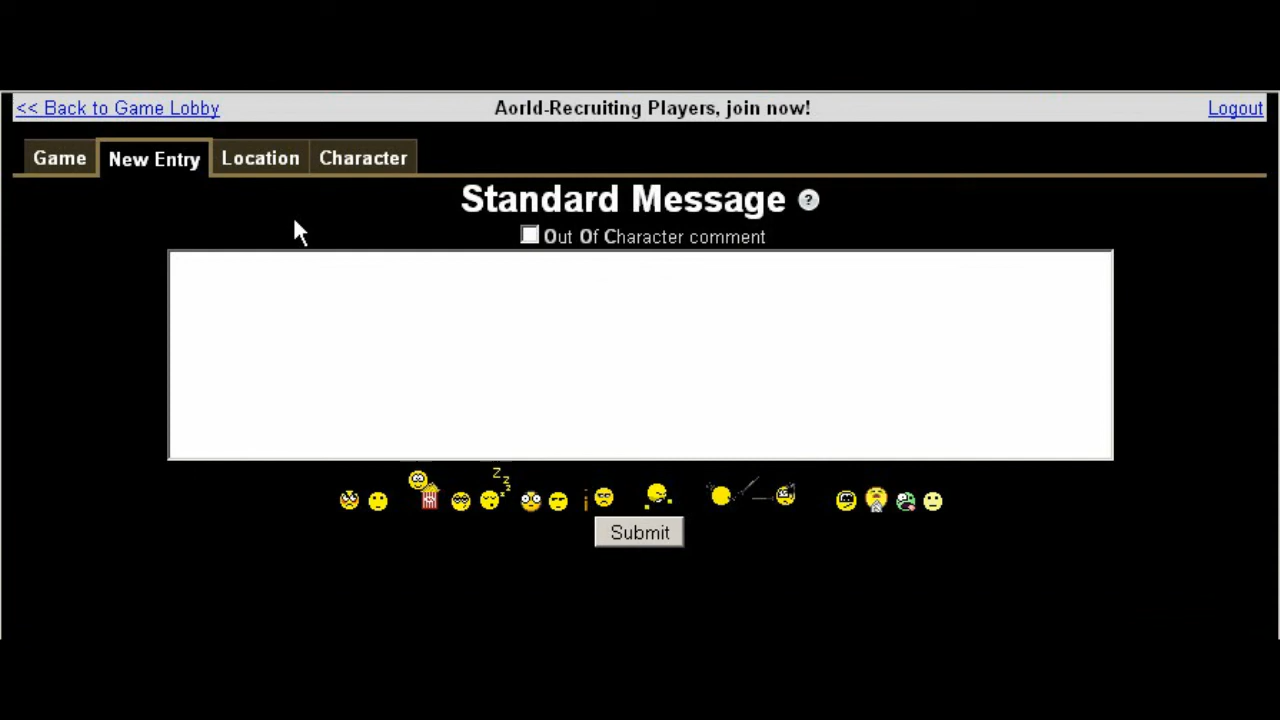 << Back to Game Lobby Aorld-Recruiting Players, join now! Logout
Game New Entry Location Character
Standard Message ?
Out Of Character comment
Z z z z
Submit